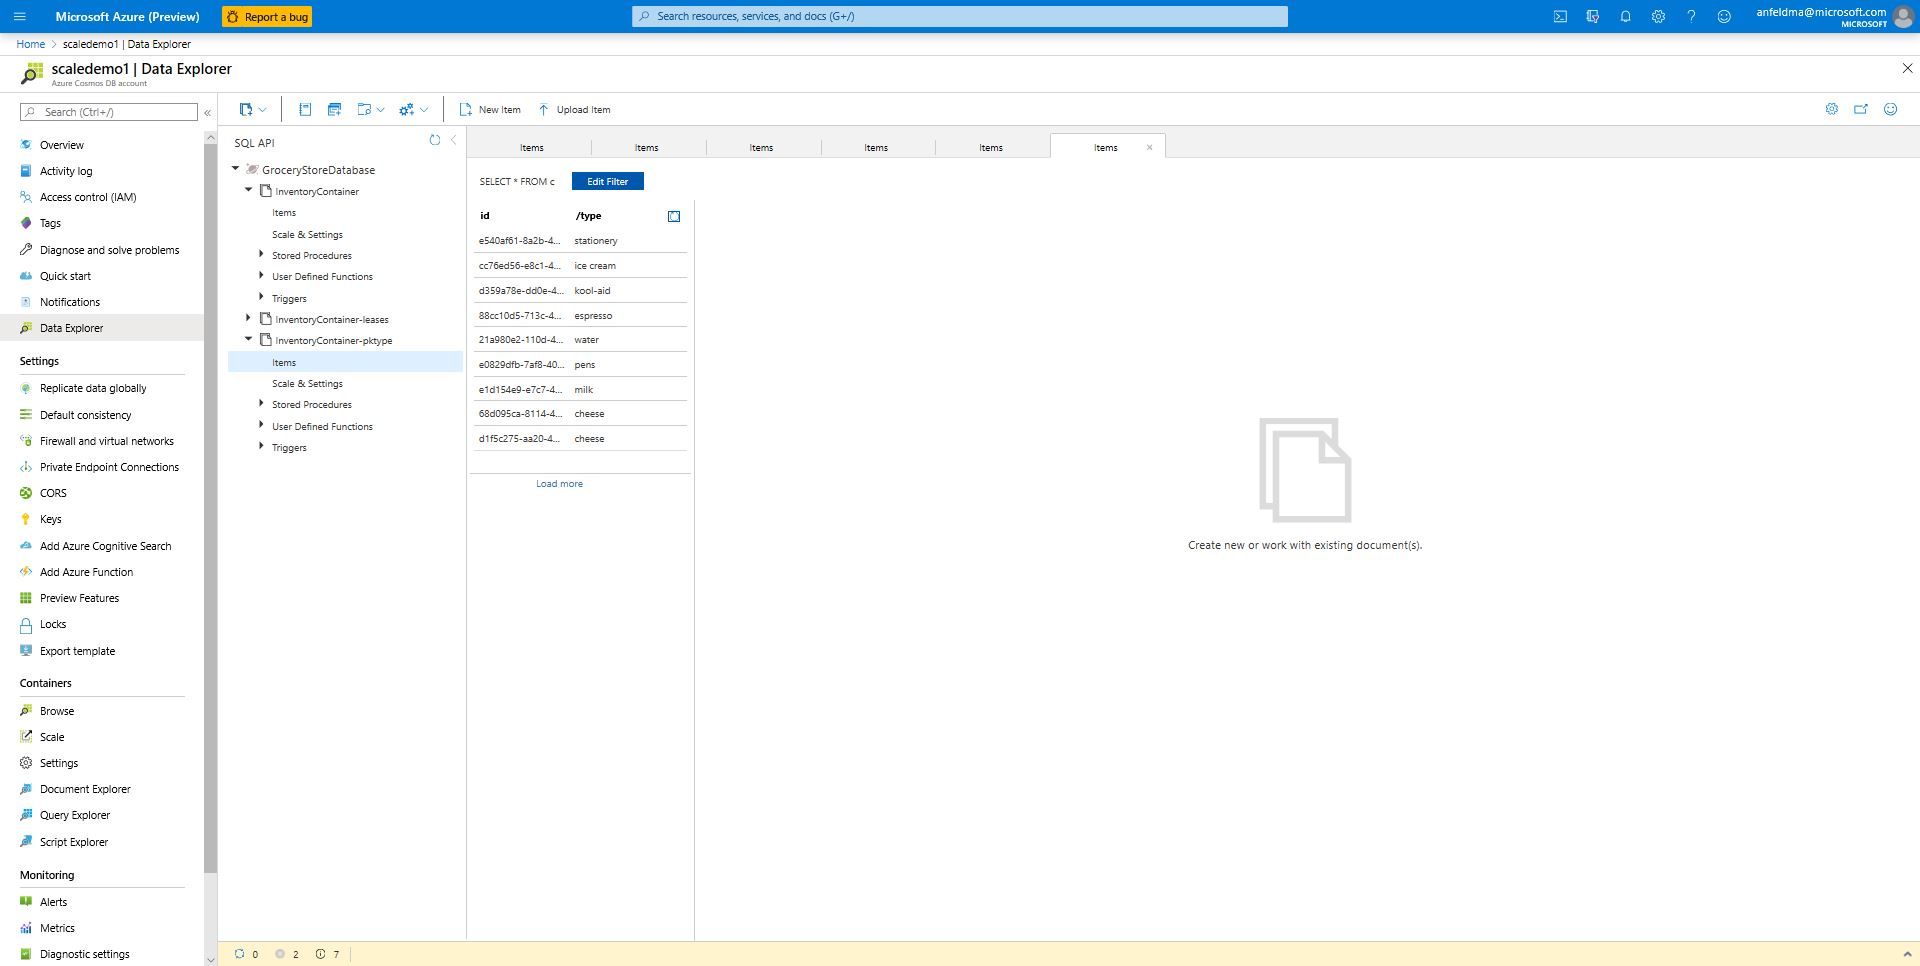 Microsoft Azure (Preview)
Report a bug
Search resources, services, and docs (G+/)
anfeldma@microsoft.com
MICROSOFT
Home > scaledemo1 | Data Explorer
scaledemo1 | Data Explorer
Azure Cosmos DB account
Search (Ctrl+/)
«
Overview
Activity log
Access control (IAM)
Tags
Diagnose and solve problems
Quick start
Notifications
Data Explorer
Settings
Replicate data globally
Default consistency
Firewall and virtual networks
Private Endpoint Connections
CORS
Keys
Add Azure Cognitive Search
Add Azure Function
Preview Features
Locks
Export template
Containers
Browse
Scale
Settings
Document Explorer
Query Explorer
Script Explorer
Monitoring
Alerts
Metrics
Diagnostic settings
New Item
Upload Item
SQL API
GroceryStoreDatabase
InventoryContainer
Items
Scale & Settings
Stored Procedures
User Defined Functions
Triggers
InventoryContainer-leases
InventoryContainer-pktype
Items
Scale & Settings
Stored Procedures
User Defined Functions
Triggers
Items Items Items Items Items Items
SELECT * FROM c Edit Filter
id /type
e540af61-8a2b-4... stationery
cc76ed56-e8c1-4... ice cream
d359a78e-dd0e-4... kool-aid
88cc10d5-713c-4... espresso
21a980e2-110d-4... water
e0829dfb-7af8-40... pens
e1d154e9-e7c7-4... milk
68d095ca-8114-4... cheese
d1f5c275-aa20-4... cheese
Load more
Create new or work with existing document(s).
0 2 7